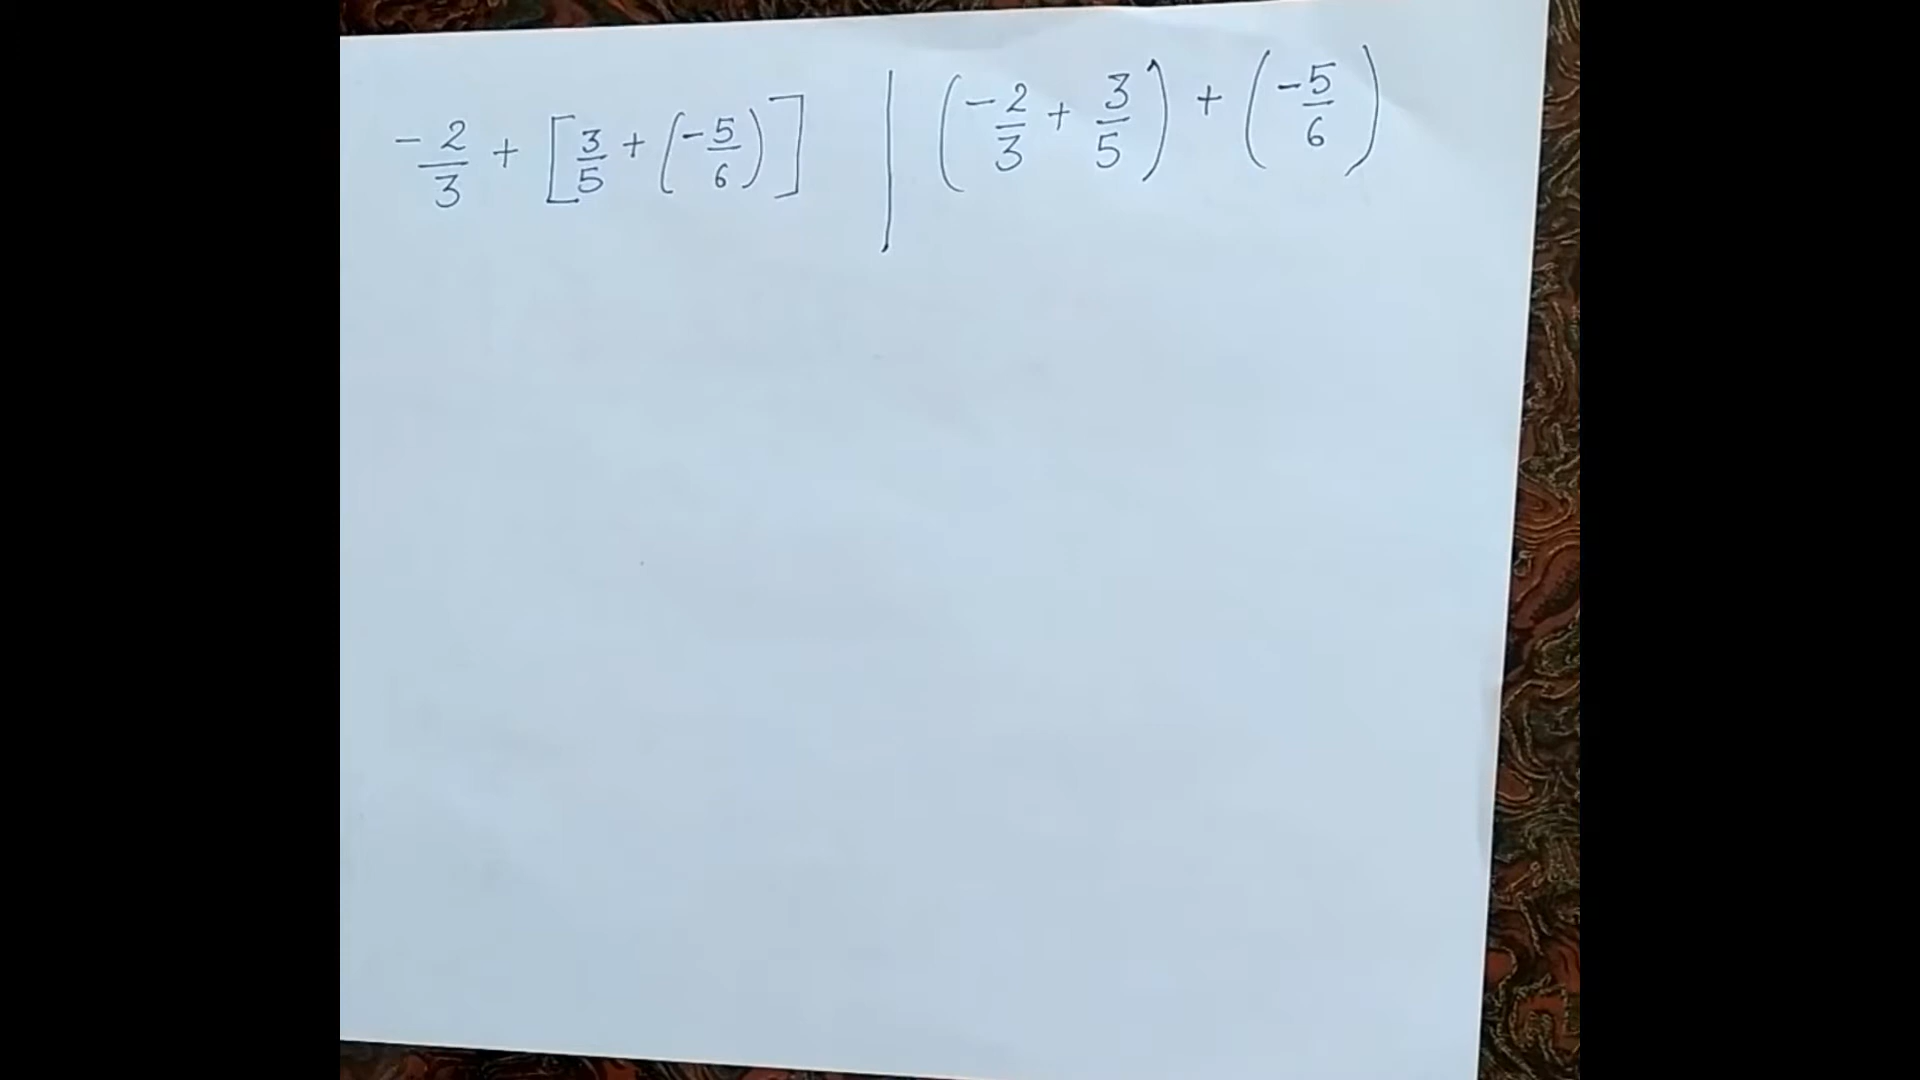 -2/3 + [3/5 + (-5/6)] | (-2/3 + 3/5) + (-5/6)